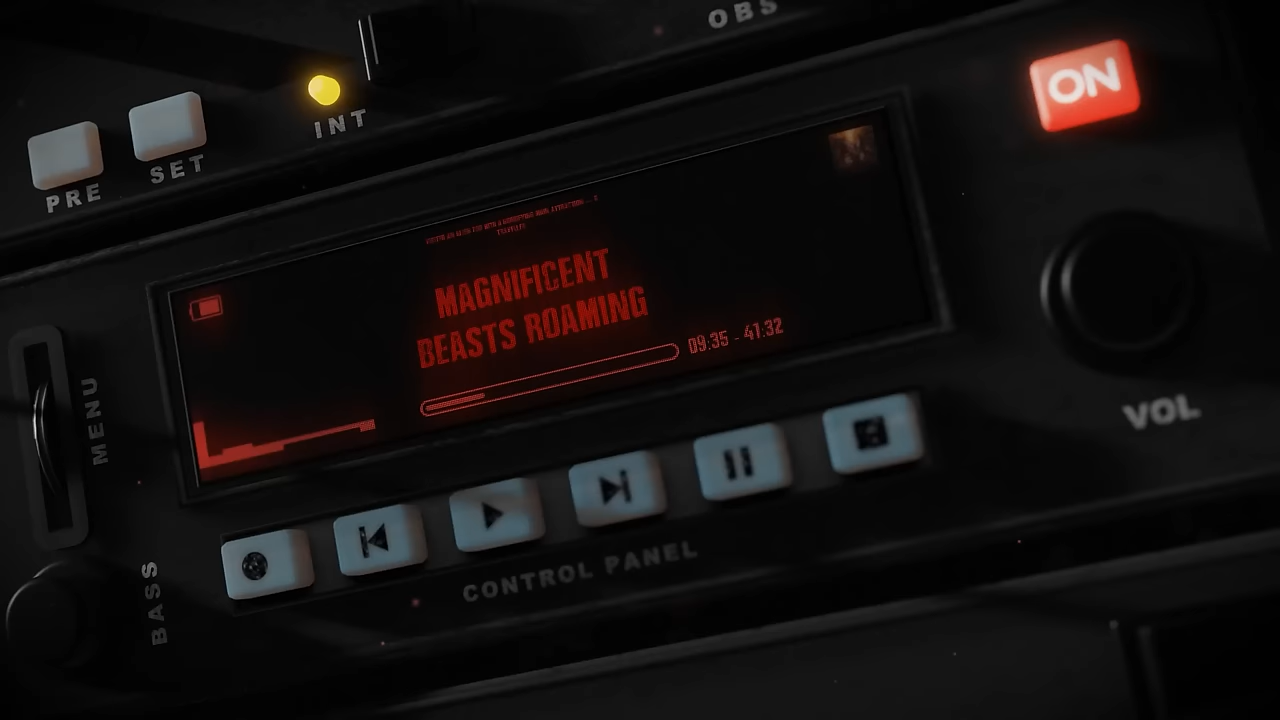 OBS
ON
INT
PRE
SET
MAGNIFICENT
BEASTS ROAMING
09:35 - 41:32
MENU
VOL
BASS
CONTROL PANEL